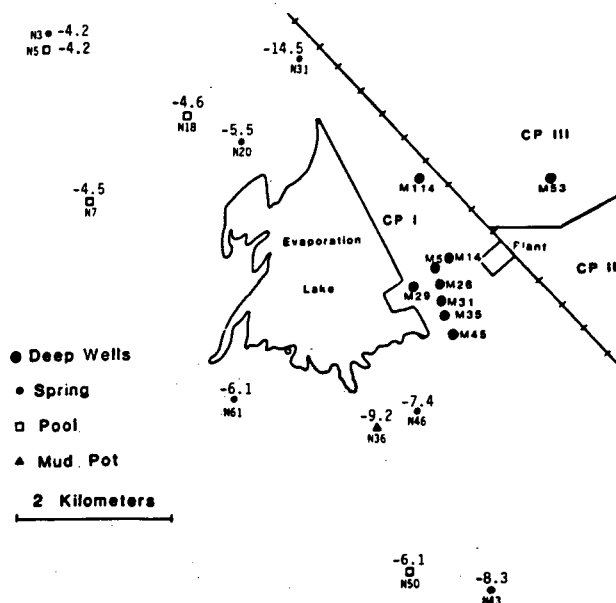 N3 -4.2
N5 -4.2
-14.5
N31
-4.6
N18
-5.5
N20
CP III
M114
M53
-4.5
N7
CP I
Evaporation
Lake
Plant
CP II
M14
M5
M26
M29
M31
M35
M45
Deep Wells
Spring
Pool
Mud Pot
2 Kilometers
-6.1
N61
-7.4
N46
-9.2
N36
-6.1
N50
-8.3
N43